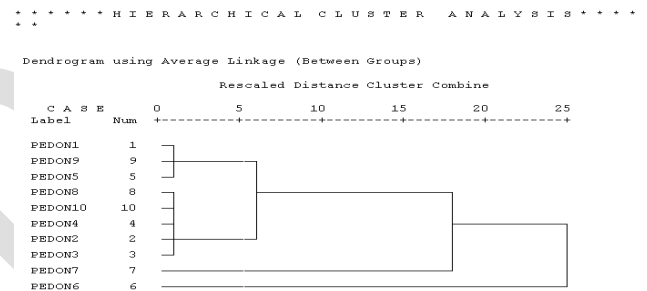 * * * * * * H I E R A R C H I C A L  C L U S T E R  A N A L Y S I S * * * *
* *
Dendrogram using Average Linkage (Between Groups)
Rescaled Distance Cluster Combine
C A S E 0 5 10 15 20 25
Label Num +---------+---------+---------+---------+---------+
PEDON1 1
PEDON9 9
PEDON5 5
PEDON8 8
PEDON10 10
PEDON4 4
PEDON2 2
PEDON3 3
PEDON7 7
PEDON6 6